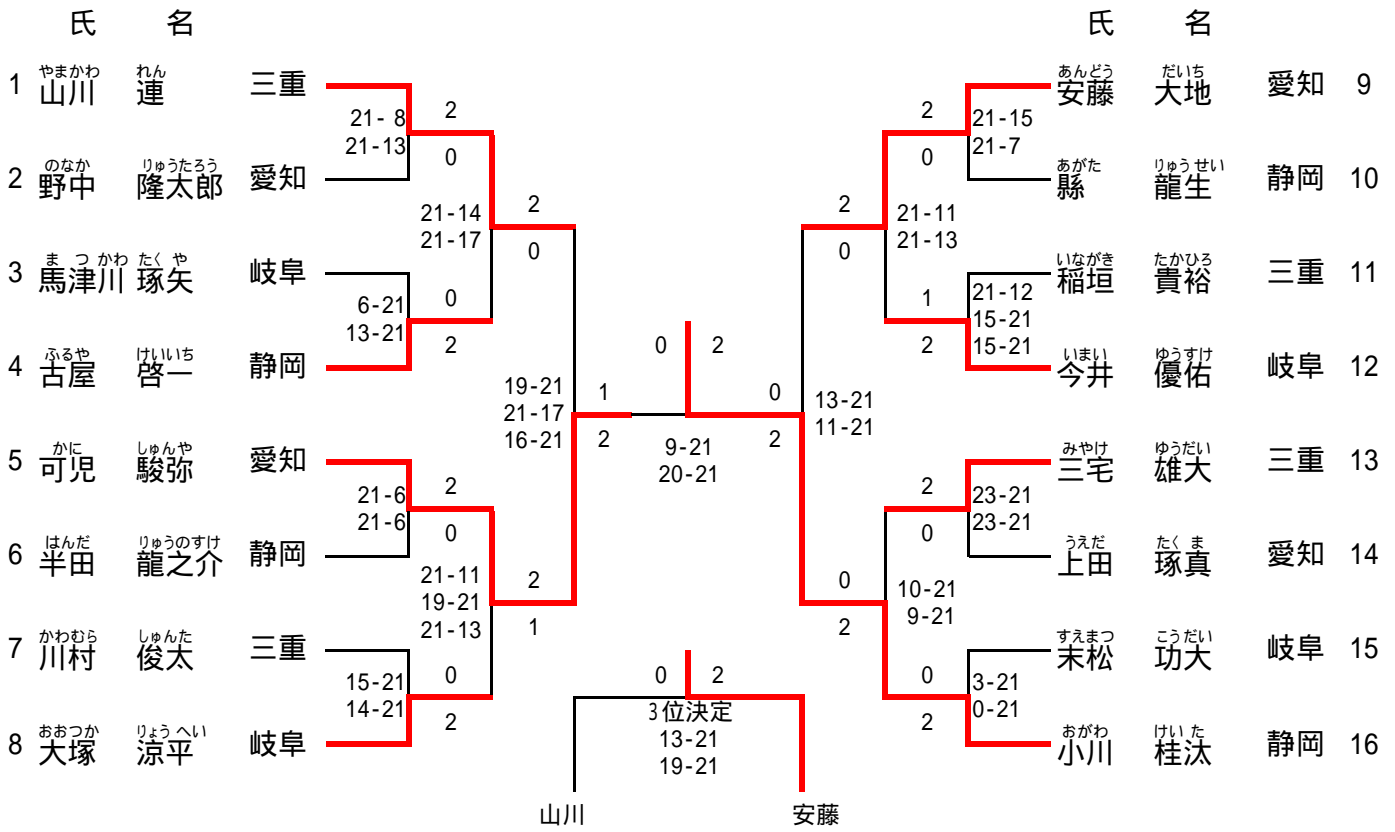 氏 名
氏 名
やまかわ れん
1 山川 連 三重
21- 8
21-13
2
0
のなか りゅうたろう
2 野中 隆太郎 愛知
21-14
21-17
2
0
まつかわ たくや
3 馬津川 琢矢 岐阜
6-21
13-21
0
2
ふるや けいいち
4 古屋 啓一 静岡
19-21
21-17
16-21
1
2
かに しゅんや
5 可児 駿弥 愛知
21-6
21-6
2
0
はんだ りゅうのすけ
6 半田 龍之介 静岡
21-11
19-21
21-13
2
1
かわむら しゅんた
7 川村 俊太 三重
15-21
14-21
0
2
おおつか りょうへい
8 大塚 涼平 岐阜
0 2
9-21
20-21
0 2
3位決定
13-21
19-21
山川 安藤
あんどう だいち
安藤 大地 愛知 9
2
0
21-15
21-7
あがた りゅうせい
縣 龍生 静岡 10
2
0
21-11
21-13
いながき たかひろ
稲垣 貴裕 三重 11
1
2
21-12
15-21
15-21
いまい ゆうすけ
今井 優佑 岐阜 12
0
2
13-21
11-21
みやけ ゆうだい
三宅 雄大 三重 13
2
0
23-21
23-21
うえだ たくま
上田 琢真 愛知 14
0
2
10-21
9-21
すえまつ こうだい
末松 功大 岐阜 15
0
2
3-21
0-21
おがわ けいた
小川 桂汰 静岡 16